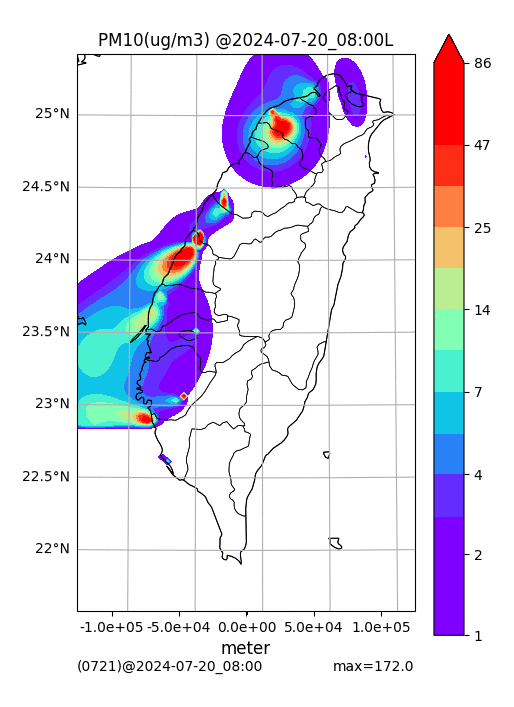 PM10(ug/m3) @2024-07-20_08:00L
86
25°N
47
24.5°N
25
24°N
14
23.5°N
7
23°N
4
22.5°N
2
22°N
1
-1.0e+05 -5.0e+04 0.0e+00 5.0e+04 1.0e+05
meter
(0721)@2024-07-20_08:00 max=172.0